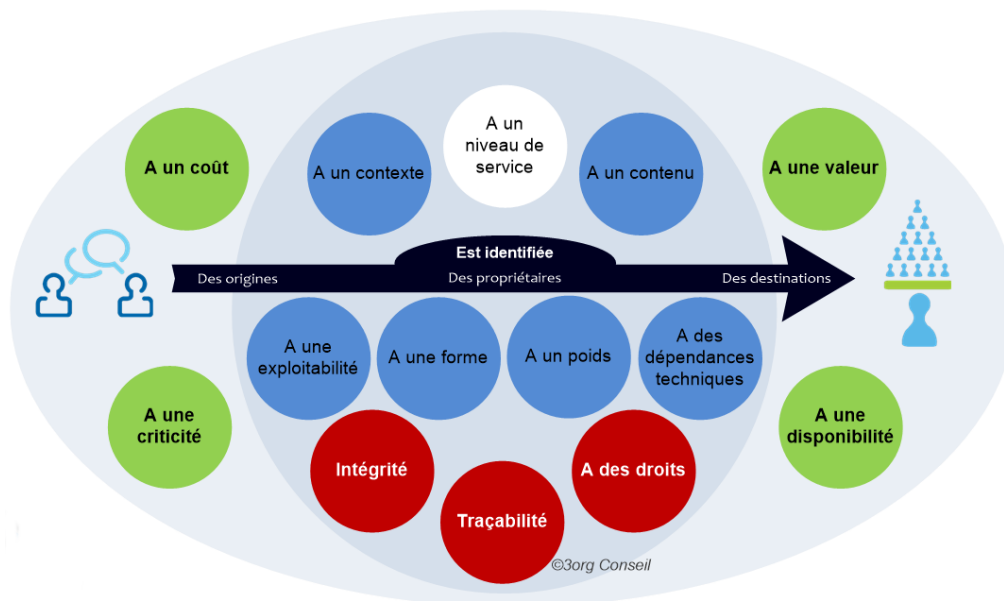 A un
niveau de
service
A un coût
A un contexte
A un contenu
A une valeur
Est identifiée
Des origines
Des propriétaires
Des destinations
A une
exploitabilité
A une forme
A un poids
A des
dépendances
techniques
A une
criticité
A une
disponibilité
Intégrité
A des droits
Traçabilité
©3org Conseil